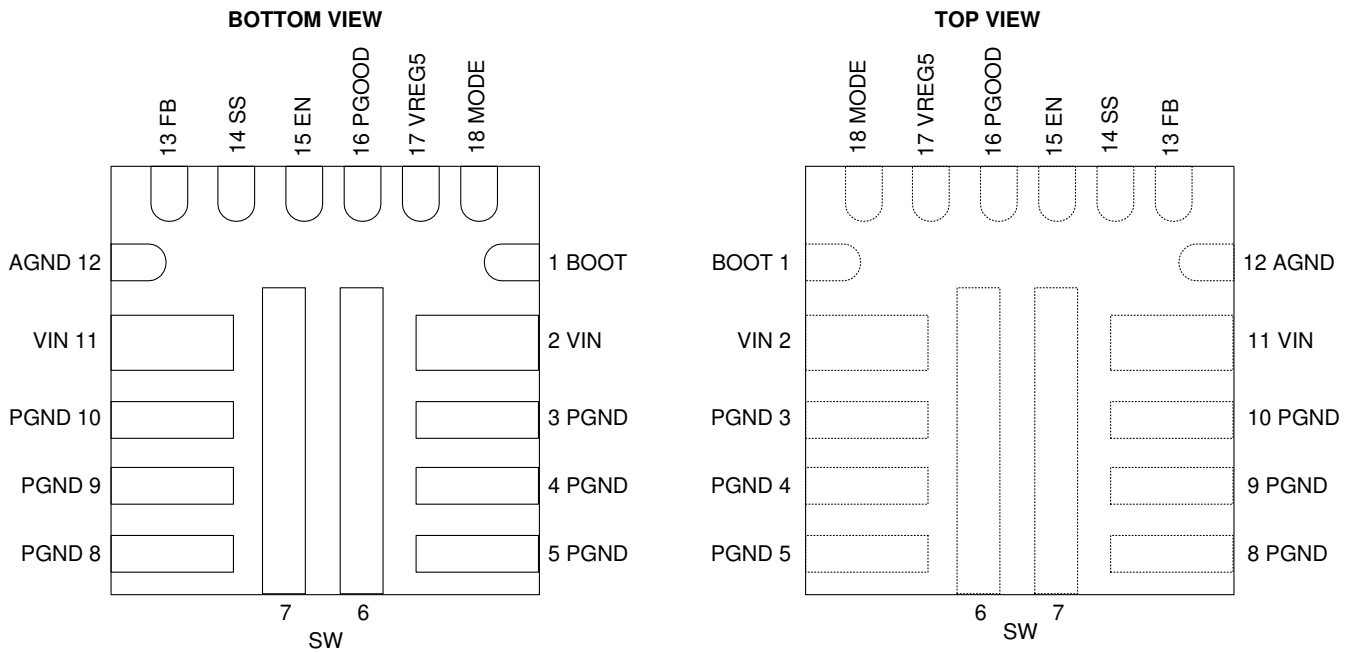 BOTTOM VIEW
13 FB
14 SS
15 EN
16 PGOOD
17 VREG5
18 MODE
AGND 12
1 BOOT
VIN 11
2 VIN
PGND 10
3 PGND
PGND 9
4 PGND
PGND 8
5 PGND
7
6
SW
TOP VIEW
18 MODE
17 VREG5
16 PGOOD
15 EN
14 SS
13 FB
BOOT 1
12 AGND
VIN 2
11 VIN
PGND 3
10 PGND
PGND 4
9 PGND
PGND 5
8 PGND
6
7
SW